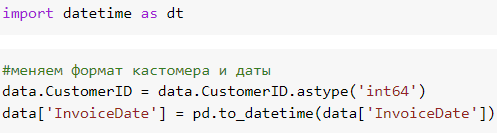 import datetime as dt
#меняем формат кастомера и даты
data.CustomerID = data.CustomerID.astype('int64')
data['InvoiceDate'] = pd.to_datetime(data['InvoiceDate'])